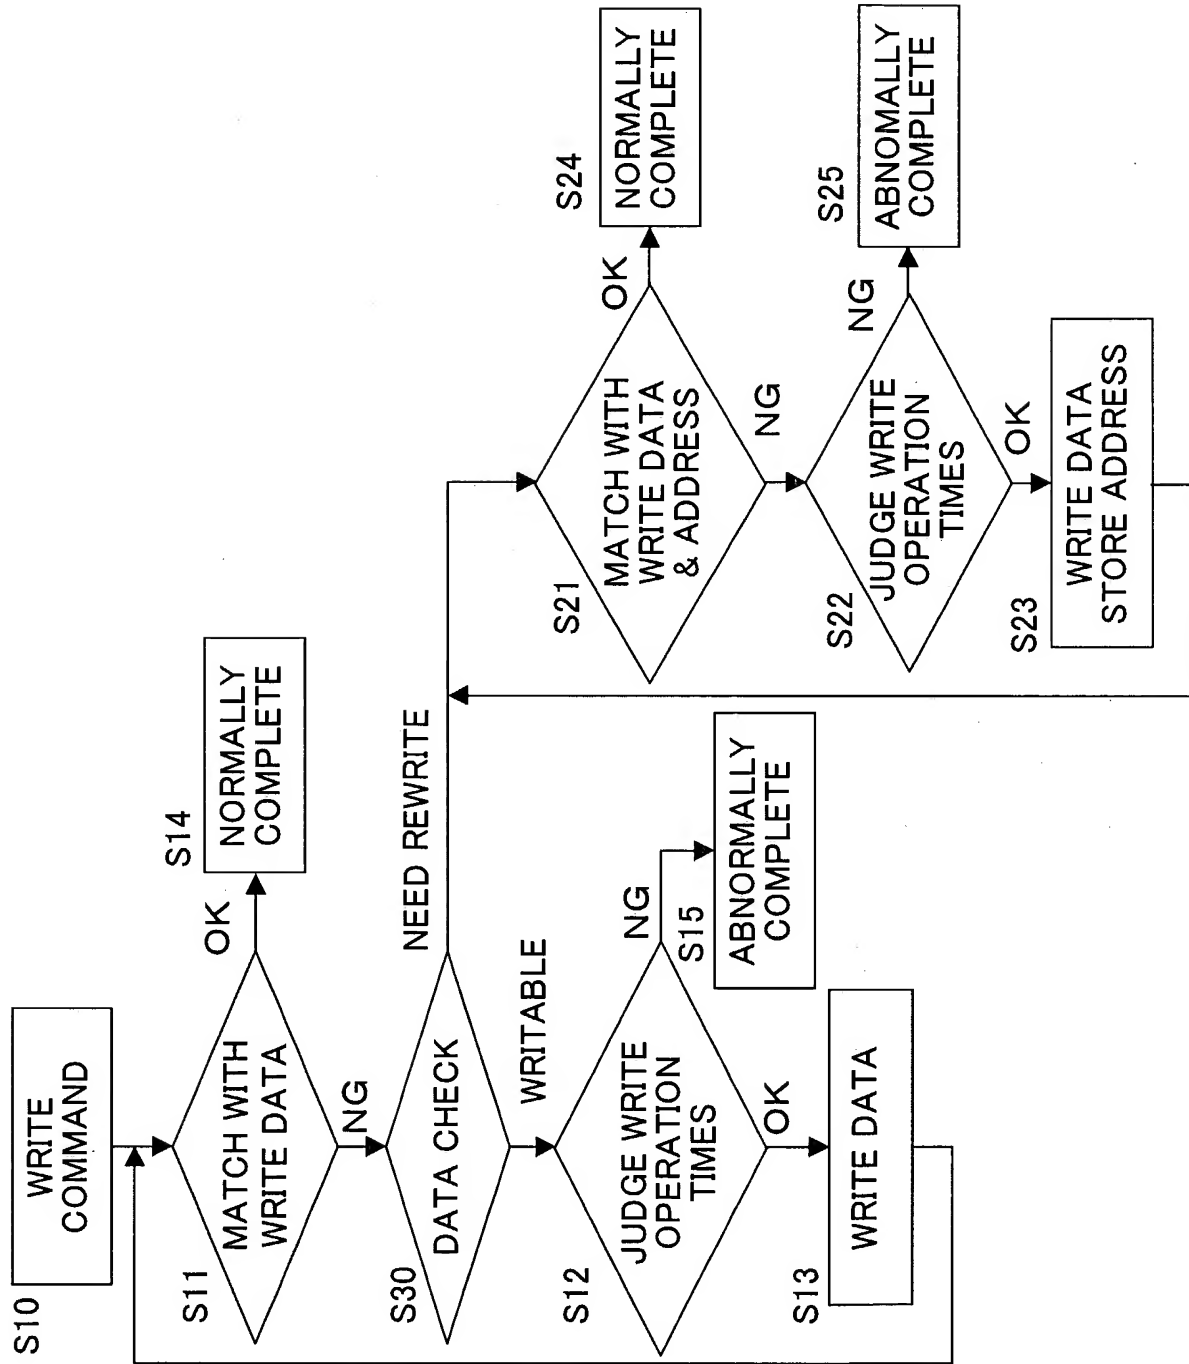 S10
WRITE
COMMAND
S11
MATCH WITH
WRITE DATA
OK
S14
NORMALLY
COMPLETE
NG
S30
DATA CHECK
NEED REWRITE
WRITABLE
S12
JUDGE WRITE
OPERATION
TIMES
NG
S15
ABNORMALLY
COMPLETE
OK
S13
WRITE DATA
S21
MATCH WITH
WRITE DATA
& ADDRESS
OK
S24
NORMALLY
COMPLETE
NG
S22
JUDGE WRITE
OPERATION
TIMES
NG
S25
ABNOMALLY
COMPLETE
OK
S23
WRITE DATA
STORE ADDRESS